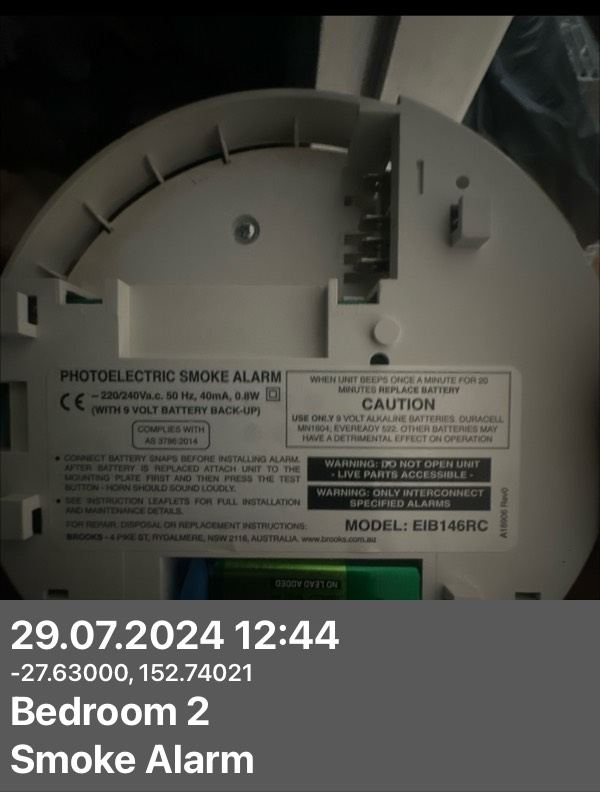 PHOTOELECTRIC SMOKE ALARM
CE ~ 220/240Va.c. 50 Hz, 40mA, 0.8W
(WITH 9 VOLT BATTERY BACK-UP)
COMPLIES WITH
AS 3786:2014
• CONNECT BATTERY SNAPS BEFORE INSTALLING ALARM.
AFTER BATTERY IS REPLACED ATTACH UNIT TO THE
MOUNTING PLATE FIRST AND THEN PRESS THE TEST
BUTTON - HORN SHOULD SOUND LOUDLY.
• SEE INSTRUCTION LEAFLETS FOR FULL INSTALLATION
AND MAINTENANCE DETAILS.
FOR REPAIR, DISPOSAL OR REPLACEMENT INSTRUCTIONS:
BROOKS - 4 PIKE ST, RYDALMERE, NSW 2116, AUSTRALIA. www.brooks.com.au
WHEN UNIT BEEPS ONCE A MINUTE FOR 20
MINUTES REPLACE BATTERY
CAUTION
USE ONLY 9 VOLT ALKALINE BATTERIES. DURACELL
MN1604; EVEREADY 522. OTHER BATTERIES MAY
HAVE A DETRIMENTAL EFFECT ON OPERATION
WARNING: DO NOT OPEN UNIT
- LIVE PARTS ACCESSIBLE -
WARNING: ONLY INTERCONNECT
SPECIFIED ALARMS
MODEL: EIB146RC
A16906 Rev0
NO LEAD ADDED
29.07.2024 12:44
-27.63000, 152.74021
Bedroom 2
Smoke Alarm